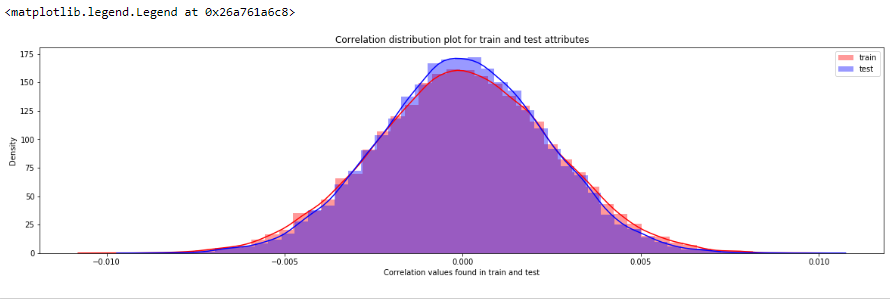 <matplotlib.legend.Legend at 0x26a761a6c8>
Correlation distribution plot for train and test attributes
train
test
175
150
125
100
75
50
25
0
Density
−0.010
−0.005
0.000
0.005
0.010
Correlation values found in train and test